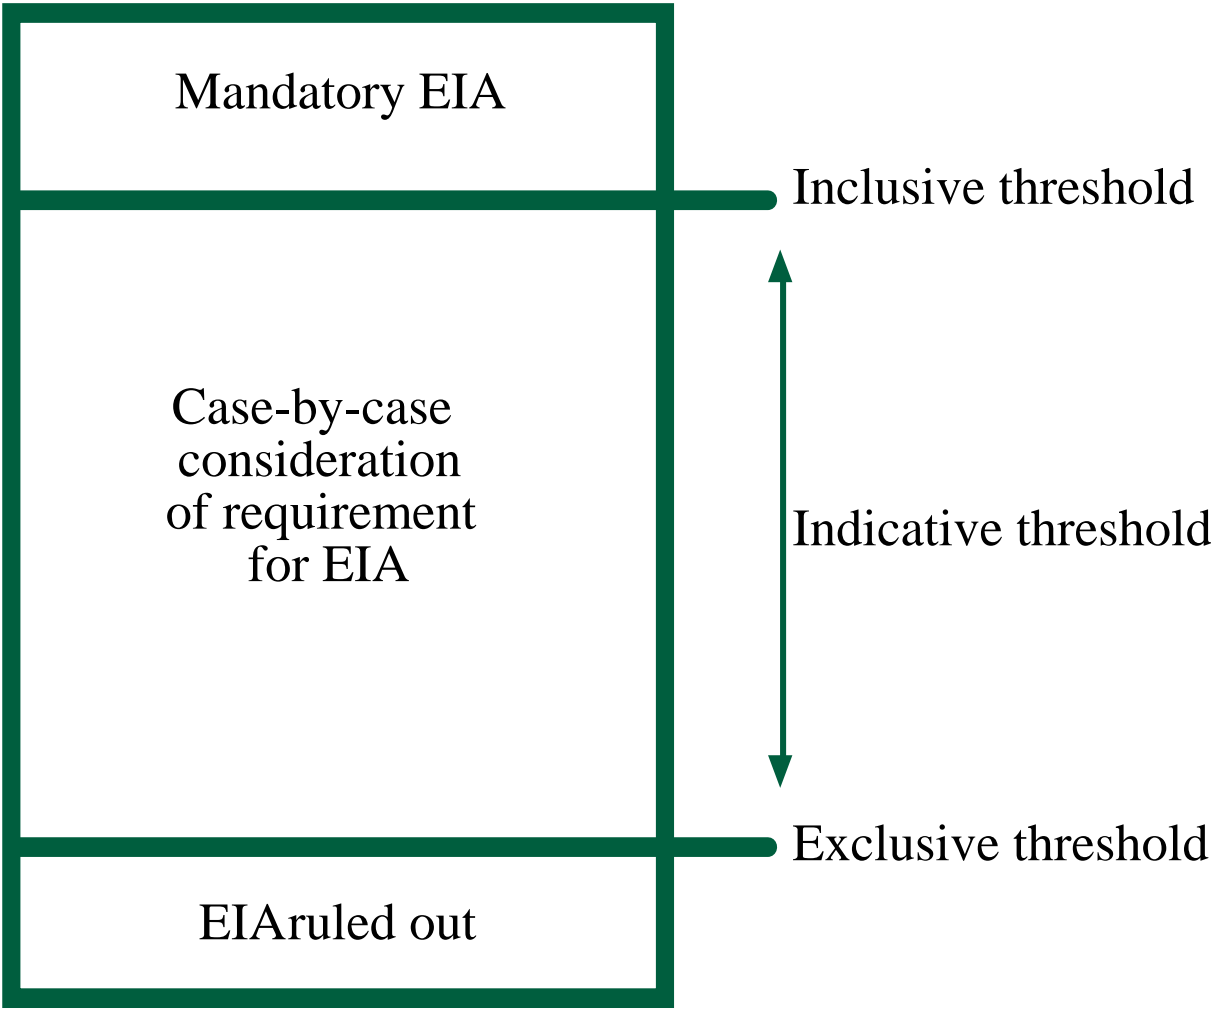 Mandatory EIA
Inclusive threshold
Case-by-case
consideration
of requirement
for EIA
Indicative threshold
Exclusive threshold
EIAruled out